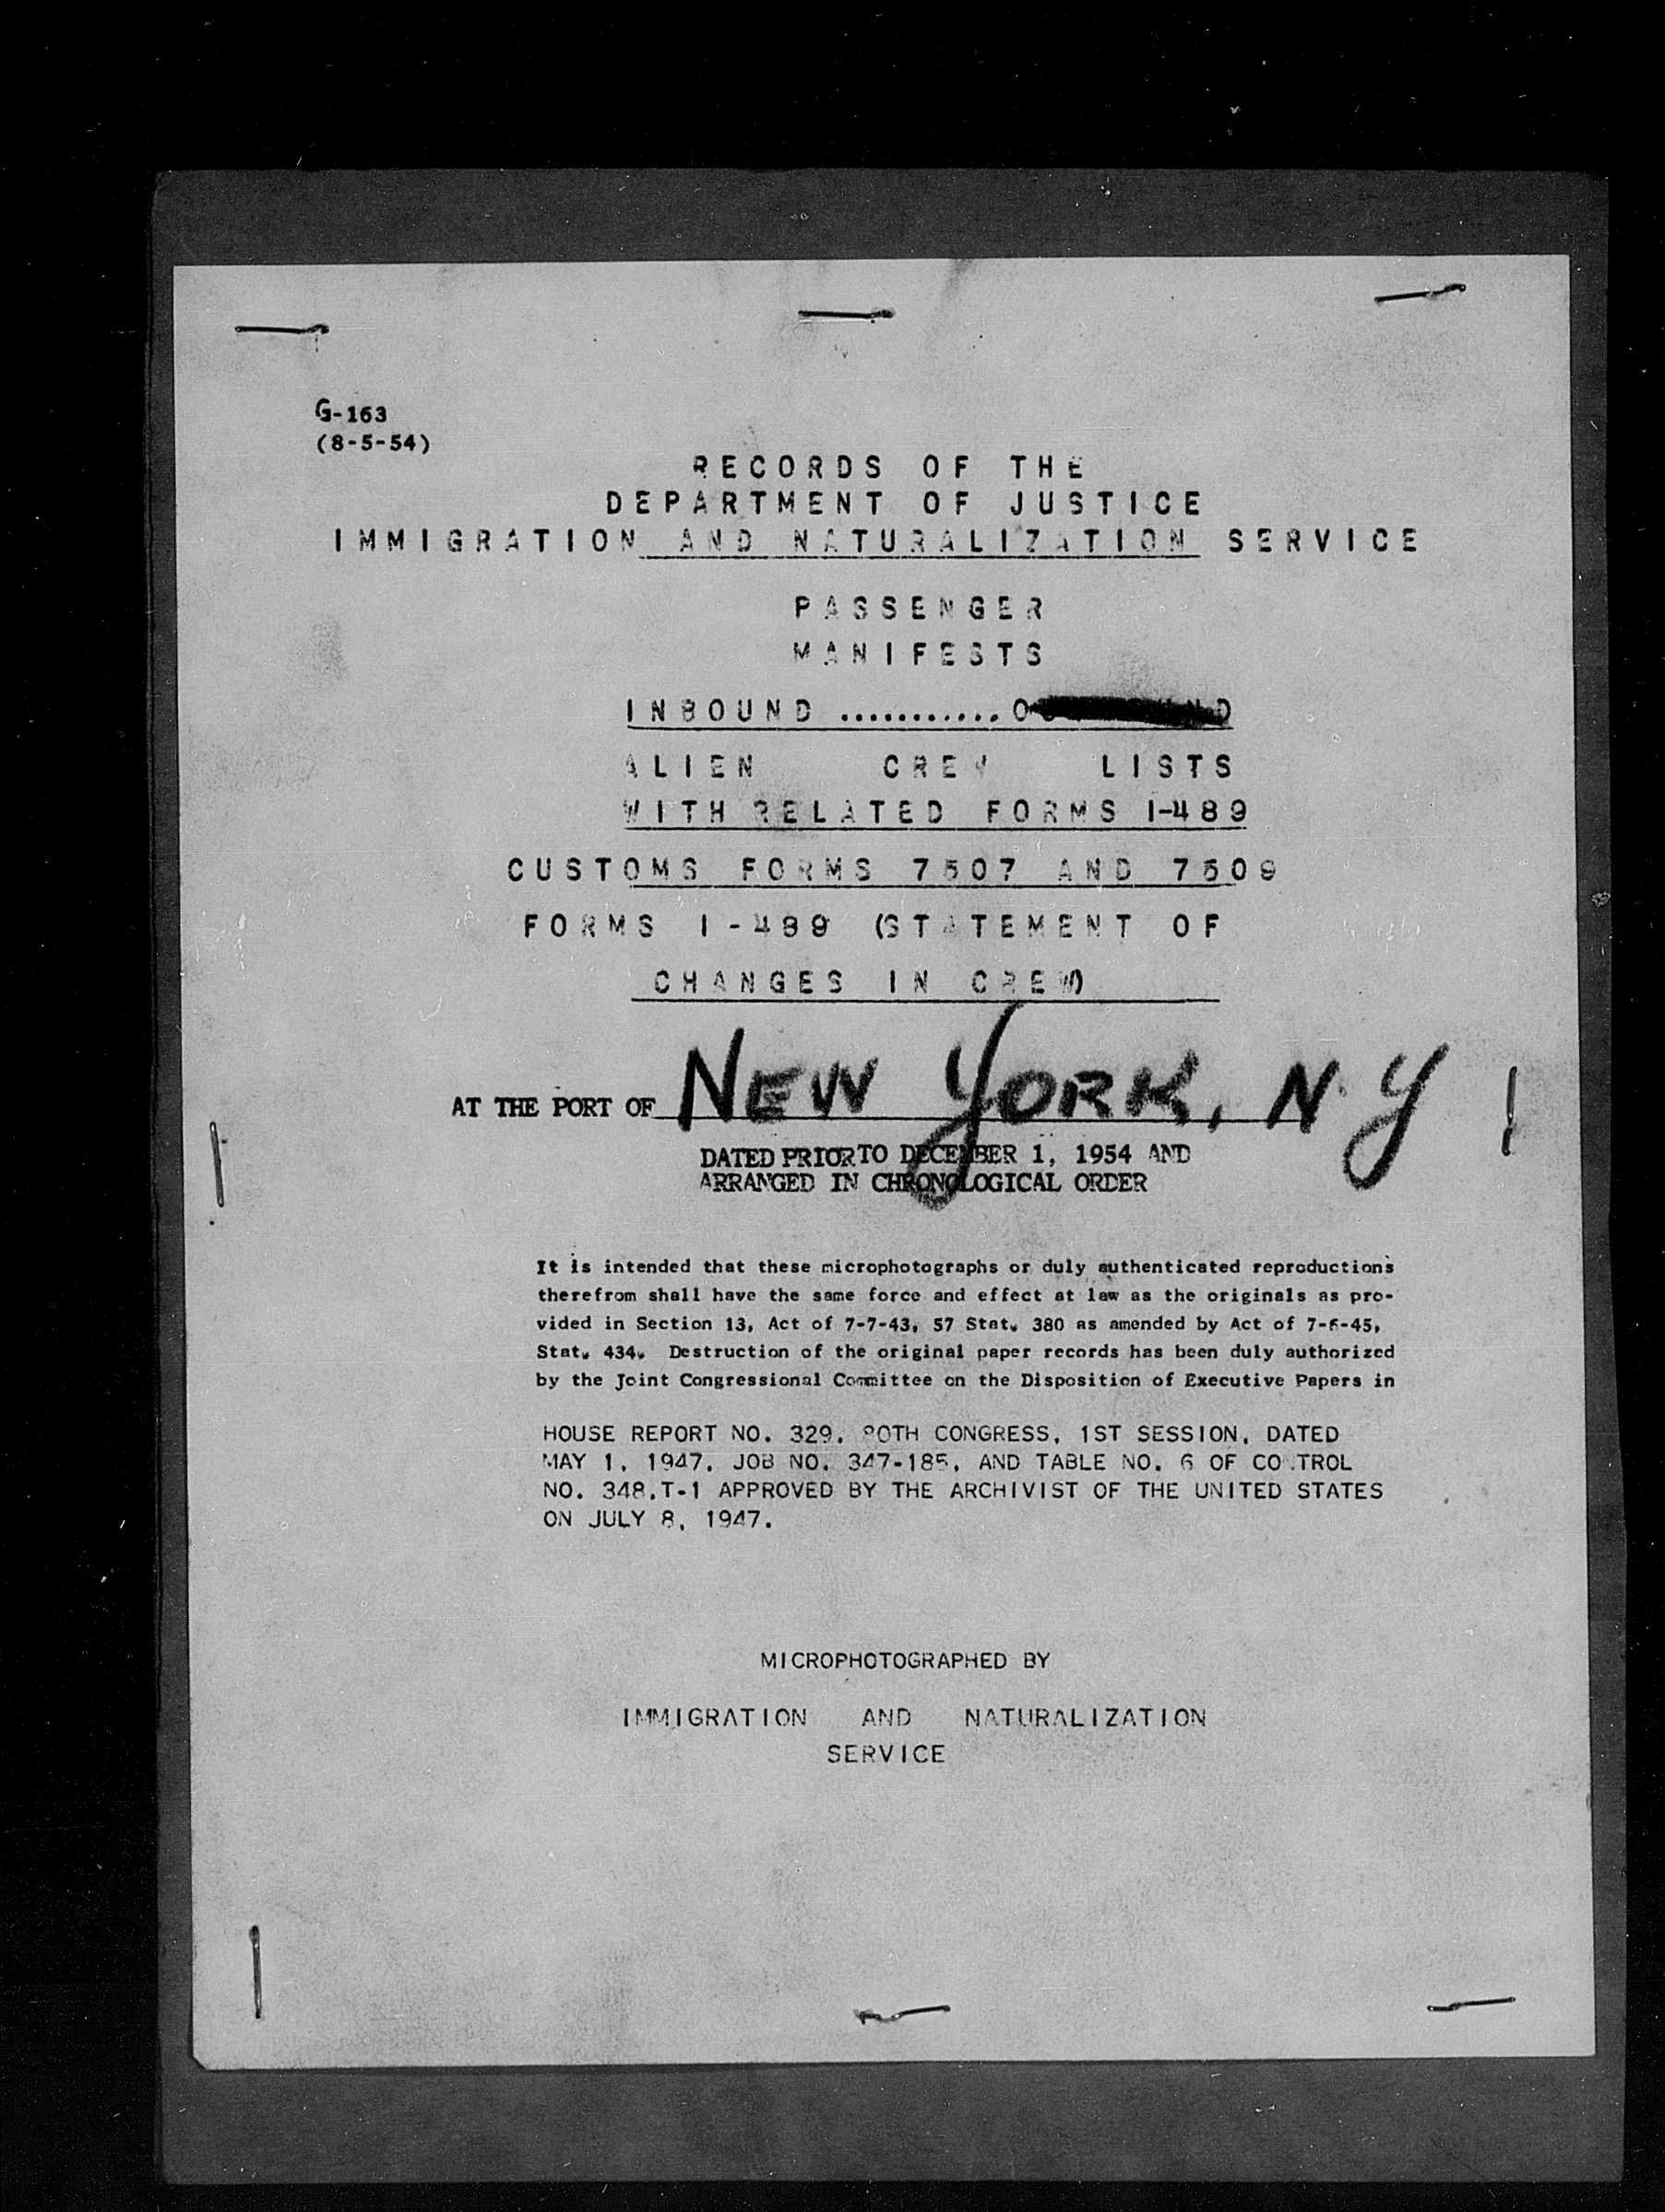 G-163
(8-5-54)
RECORDS OF THE
DEPARTMENT OF JUSTICE
IMMIGRATION AND NATURALIZATION SERVICE
PASSENGER
MANIFESTS
INBOUND ............
ALIEN CREW LISTS
WITH RELATED FORMS I-489
CUSTOMS FORMS 7507 AND 7509
FORMS I-489 (STATEMENT OF
CHANGES IN CREW)
AT THE PORT OF NEW YORK, N.Y
DATED PRIOR TO DECEMBER 1, 1954 AND
ARRANGED IN CHRONOLOGICAL ORDER
It is intended that these microphotographs or duly authenticated reproductions
therefrom shall have the same force and effect at law as the originals as pro-
vided in Section 13, Act of 7-7-43, 57 Stat. 380 as amended by Act of 7-6-45,
Stat. 434. Destruction of the original paper records has been duly authorized
by the Joint Congressional Committee on the Disposition of Executive Papers in
HOUSE REPORT NO. 329, 80TH CONGRESS, 1ST SESSION, DATED
MAY 1, 1947, JOB NO. 347-185, AND TABLE NO. 6 OF CO.TROL
NO. 348.T-1 APPROVED BY THE ARCHIVIST OF THE UNITED STATES
ON JULY 8, 1947.
MICROPHOTOGRAPHED BY
IMMIGRATION AND NATURALIZATION
SERVICE